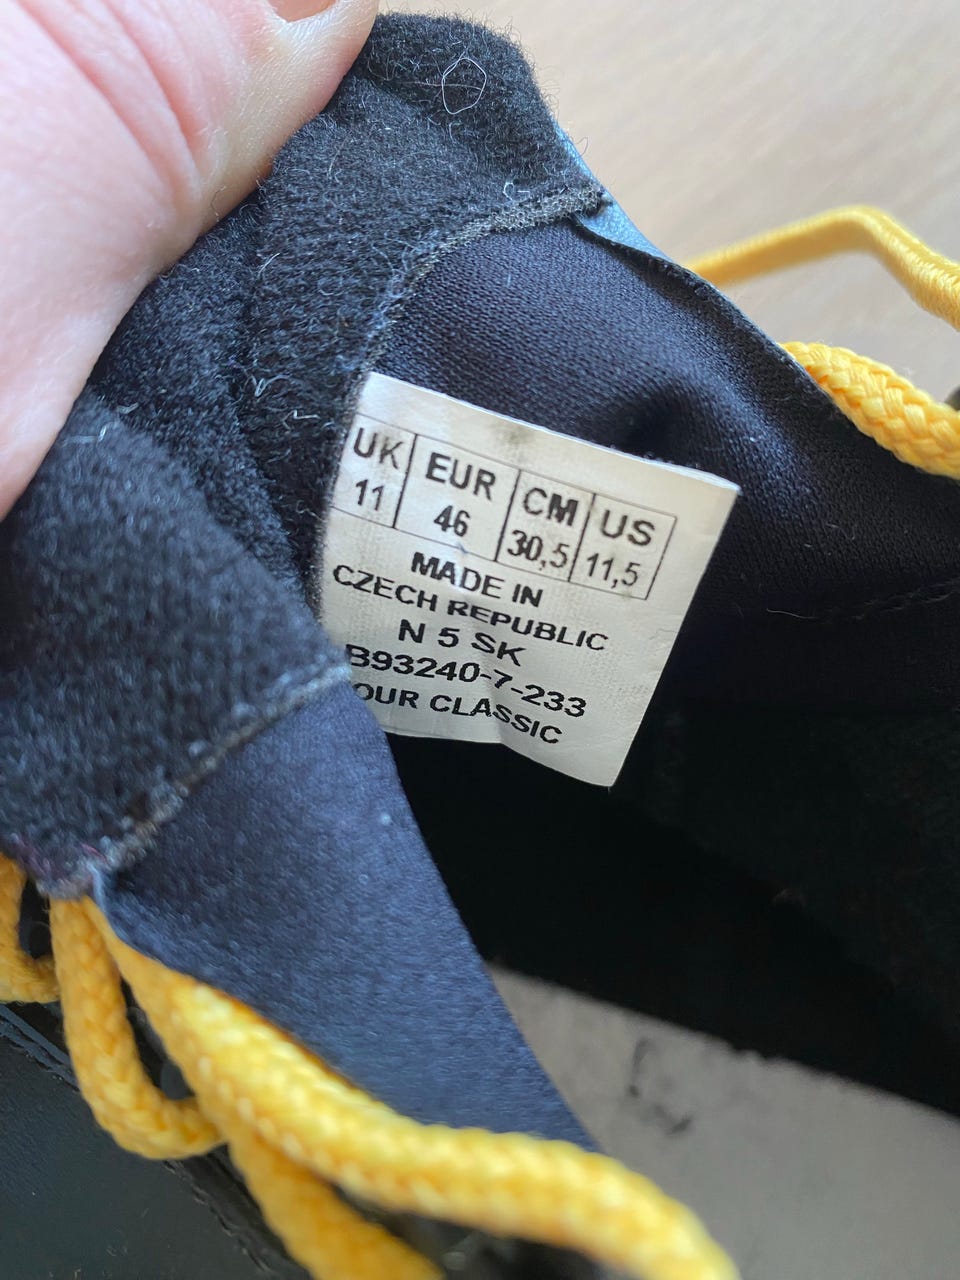 UK EUR CM US
11 46 30,5 11,5
MADE IN
CZECH REPUBLIC
N 5 SK
B93240-7-233
OUR CLASSIC